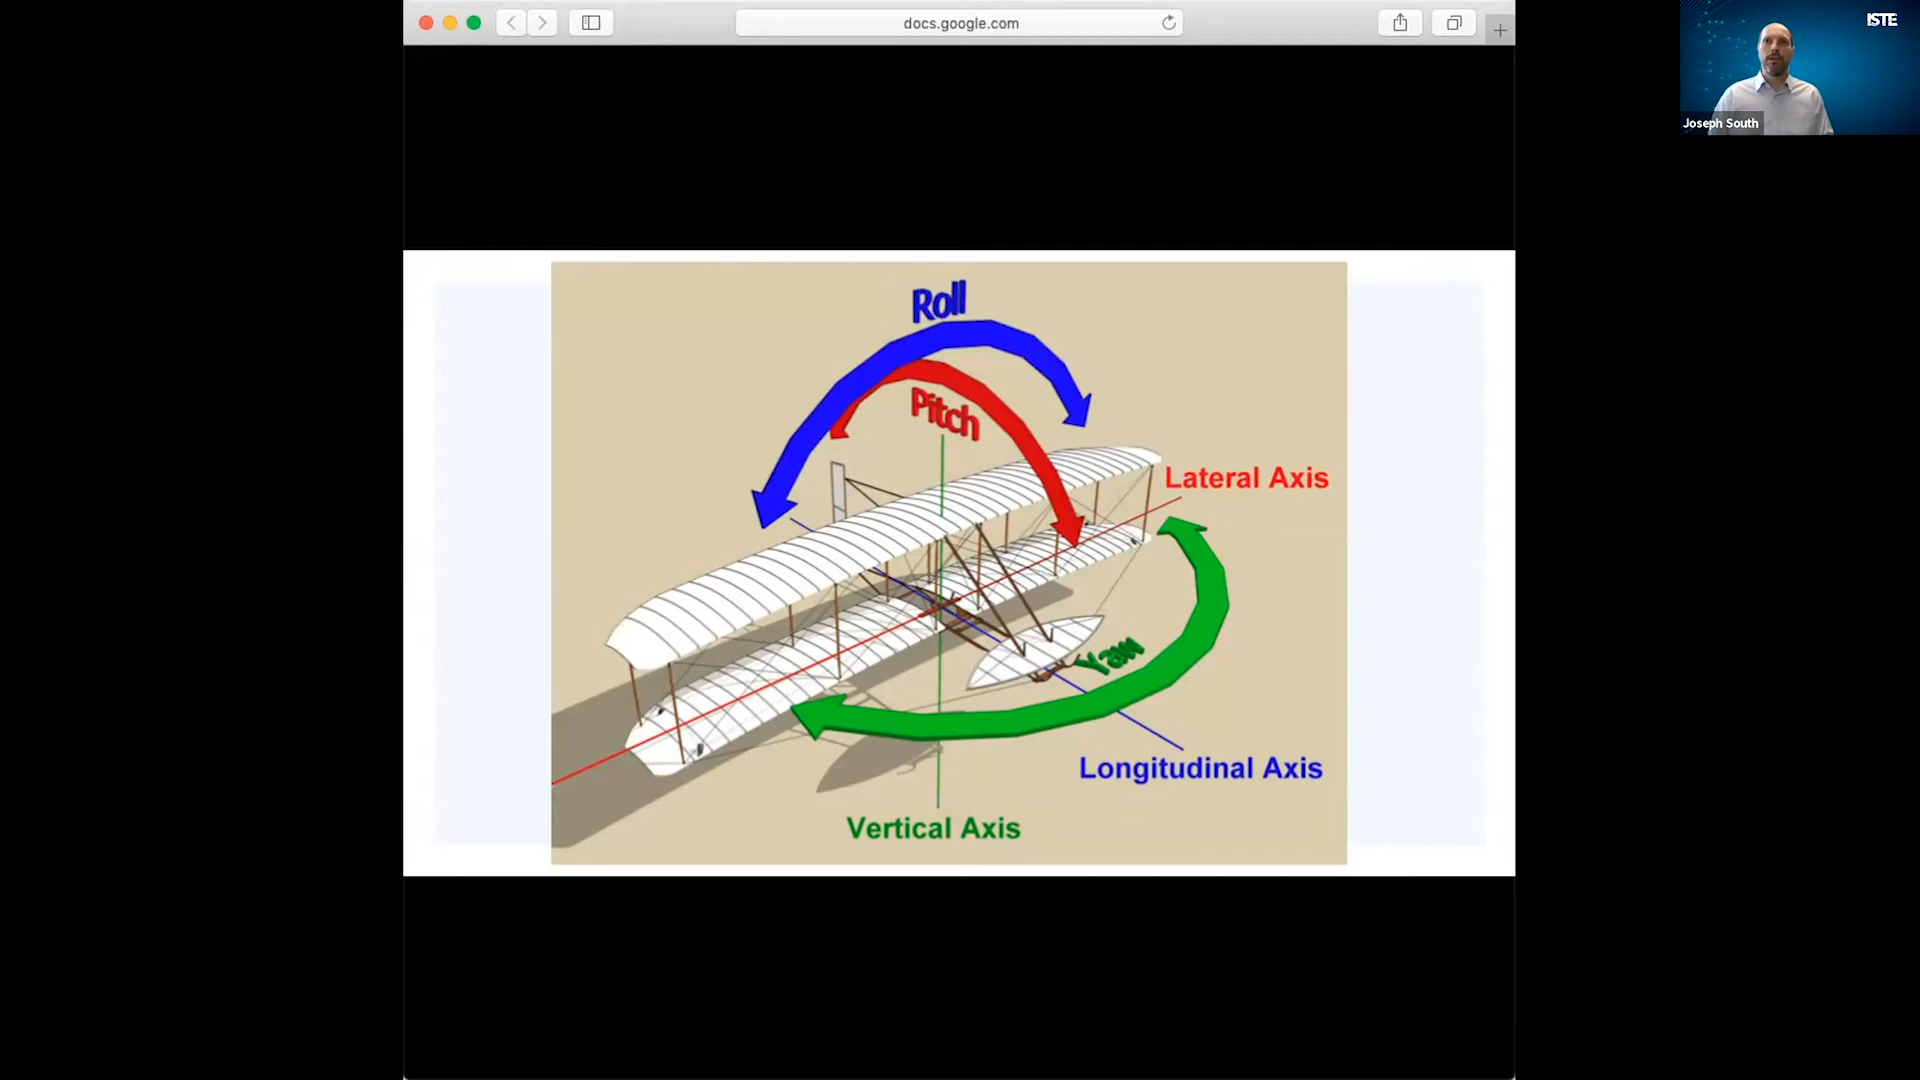 docs.google.com
ISTE
Joseph South
Roll
Pitch
Lateral Axis
Yaw
Longitudinal Axis
Vertical Axis